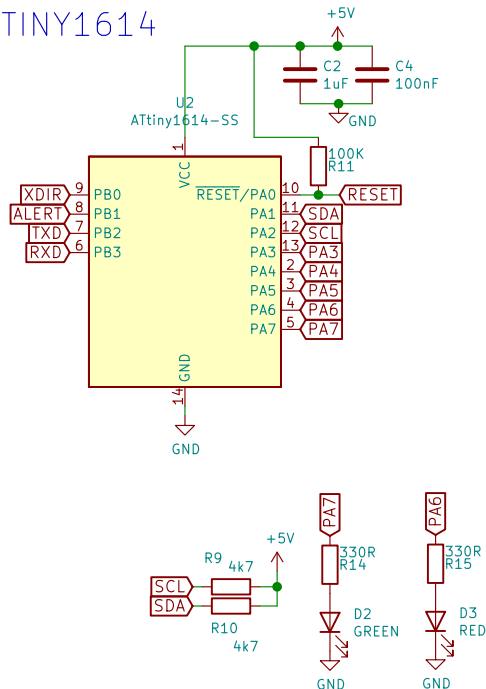 TINY1614
+5V
C2
1uF
C4
100nF
GND
U2
ATtiny1614-SS
1
VCC
100K
R11
XDIR 9 PB0
RESET/PA0 10 RESET
ALERT 8 PB1
PA1 11 SDA
TXD 7 PB2
PA2 12 SCL
RXD 6 PB3
PA3 13 PA3
PA4 2 PA4
PA5 3 PA5
PA6 4 PA6
PA7 5 PA7
GND
14
GND
PA7
PA6
+5V
R9
4k7
SCL
SDA
R10
4k7
330R
R14
330R
R15
D2
GREEN
D3
RED
GND
GND